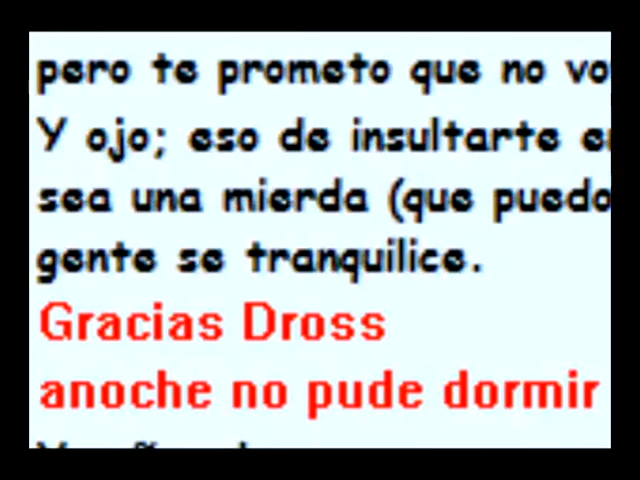 pero te prometo que no
Y ojo; eso de insultarte
sea una mierda (que puedo
gente se tranquilice.
Gracias Dross
anoche no pude dormir